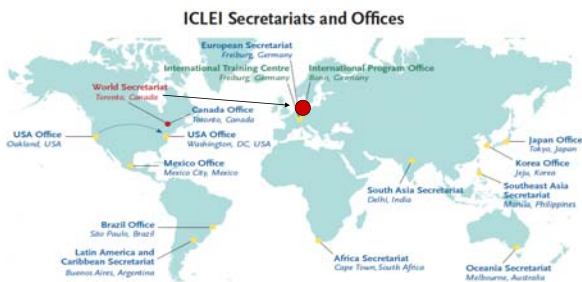 ICLEI Secretariats and Offices
European Secretariat
Freiburg, Germany
International Training Centre
Freiburg, Germany
International Program Office
Bonn, Germany
World Secretariat
Toronto, Canada
Canada Office
Toronto, Canada
USA Office
Oakland, USA
USA Office
Washington, DC, USA
Mexico Office
Mexico City, Mexico
Japan Office
Tokyo, Japan
Korea Office
Jeju, Korea
South Asia Secretariat
Delhi, India
Southeast Asia
Secretariat
Manila, Philippines
Brazil Office
São Paulo, Brazil
Latin America and
Caribbean Secretariat
Buenos Aires, Argentina
Africa Secretariat
Cape Town, South Africa
Oceania Secretariat
Melbourne, Australia